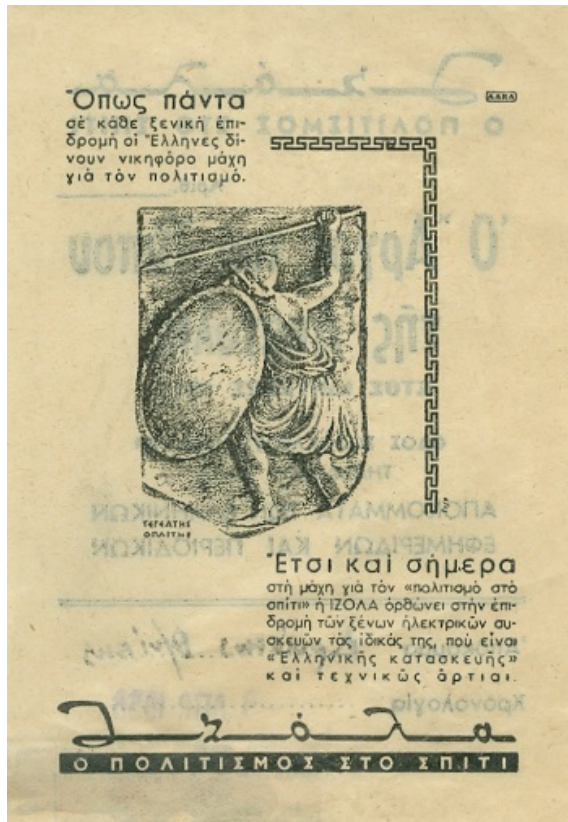 Ὅπως πάντα
σὲ κάθε ξενικὴ ἐπι-
δρομὴ οἱ Ἕλληνες δί-
νουν νικηφόρο μάχη
γιὰ τὸν πολιτισμό.
ΤΕΓΕΑΤΗΣ
ΟΠΛΙΤΗΣ
Ἔτσι καὶ σήμερα
στὴ μάχη γιὰ τὸν «πολιτισμὸ στὸ
σπίτι» ἡ ΙΖΟΛΑ ὀρθώνει στὴν ἐπι-
δρομὴ τῶν ξένων ἠλεκτρικῶν συ-
σκευῶν τὰς ἰδικάς της, ποὺ εἶναι
«Ἑλληνικῆς κατασκευῆς»
καὶ τεχνικῶς ἄρτιαι.
Ιζόλα
Ο ΠΟΛΙΤΙΣΜΟΣ ΣΤΟ ΣΠΙΤΙ